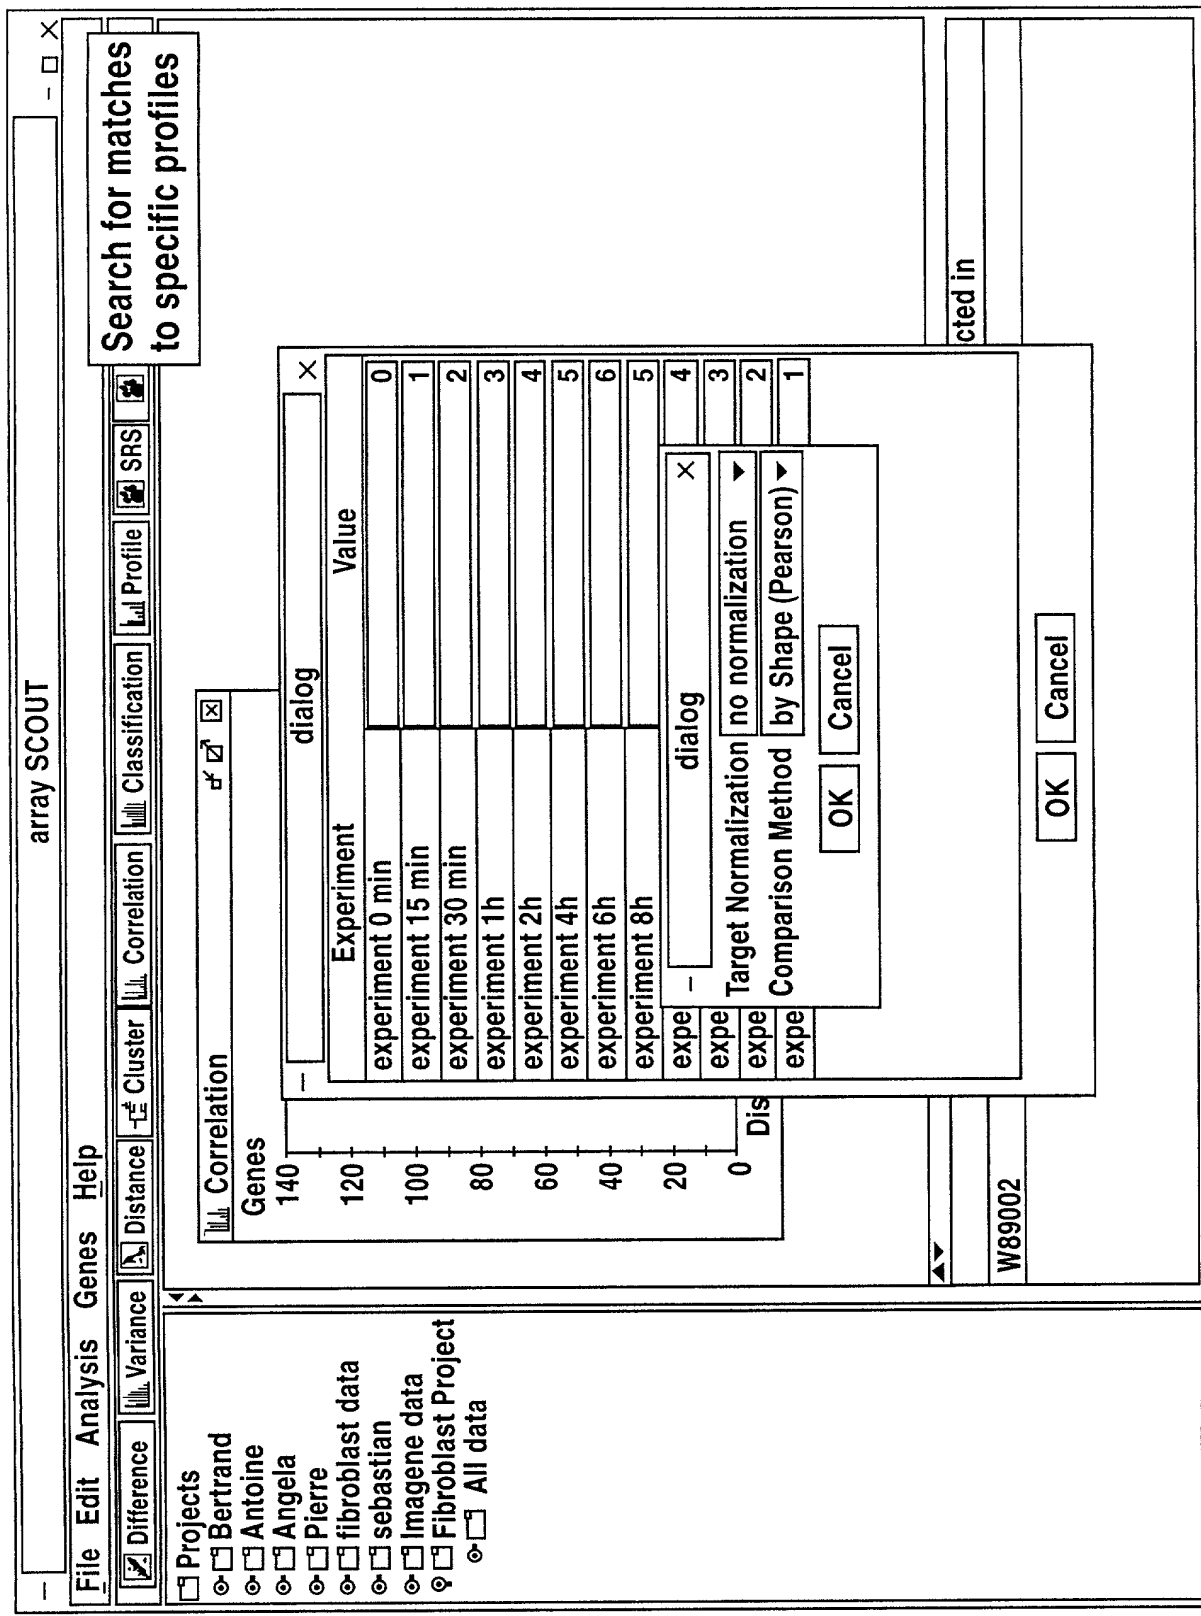 array SCOUT
File Edit Analysis Genes Help
Search for matches
to specific profiles
Difference Variance Distance Cluster Correlation Classification Profile SRS
Projects
Bertrand
Antoine
Angela
Pierre
fibroblast data
sebastian
Imagene data
Fibroblast Project
All data
Correlation
Genes
140
120
100
80
60
40
20
0
Dis
dialog
Experiment Value
experiment 0 min 0
experiment 15 min 1
experiment 30 min 2
experiment 1h 3
experiment 2h 4
experiment 4h 5
experiment 6h 6
experiment 8h 5
expe 4
expe 3
expe 2
expe 1
dialog
Target Normalization no normalization
Comparison Method by Shape (Pearson)
OK Cancel
OK Cancel
cted in
W89002